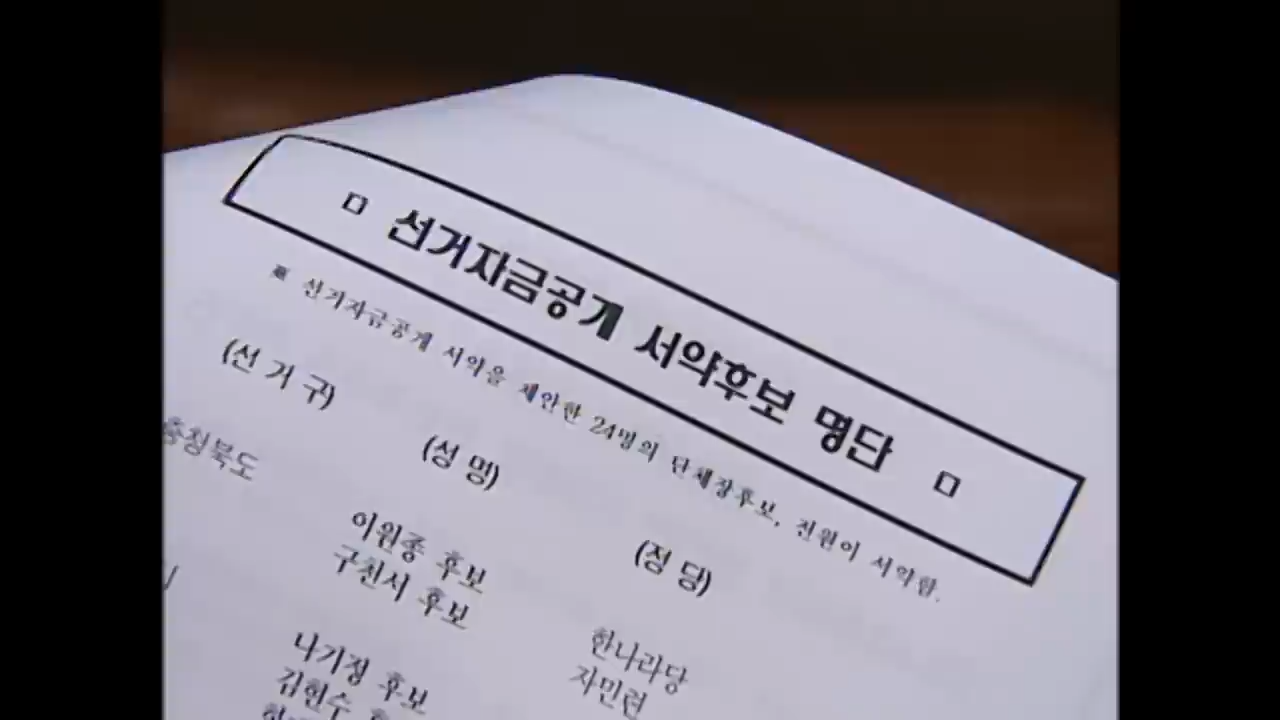 □ 선거자금공개 서약후보 명단 □
※ 선거자금공개 서약을 제안한 24명의 단체장후보, 전원이 서약함.
(선 거 구) (성 명) (정 당)
충청북도
이원종 후보 한나라당
구천서 후보 자민련
나기정 후보
김현수